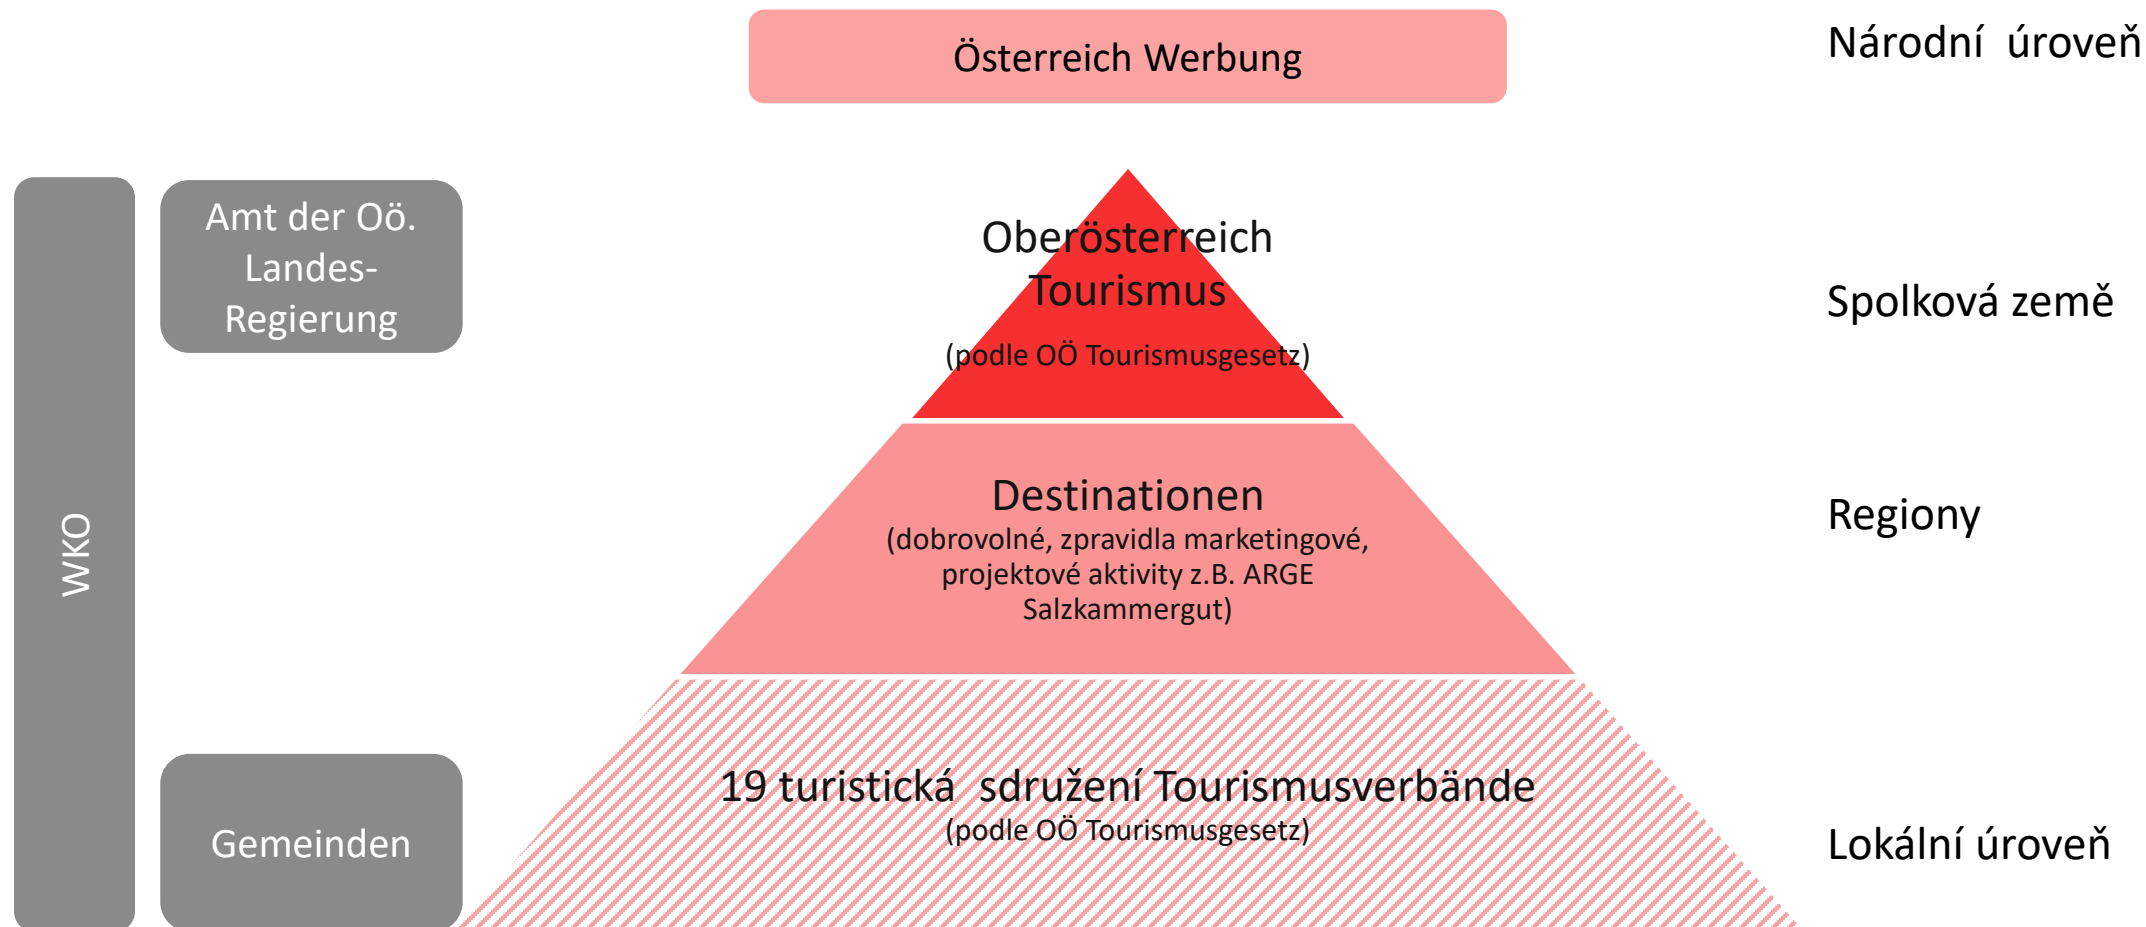 Österreich Werbung
Národní úroveň
WKO
Amt der Oö.
Landes-
Regierung
Oberösterreich
Tourismus
(podle OÖ Tourismusgesetz)
Spolková země
Destinationen
(dobrovolné, zpravidla marketingové,
projektové aktivity z.B. ARGE
Salzkammergut)
Regiony
Gemeinden
19 turistická sdružení Tourismusverbände
(podle OÖ Tourismusgesetz)
Lokální úroveň